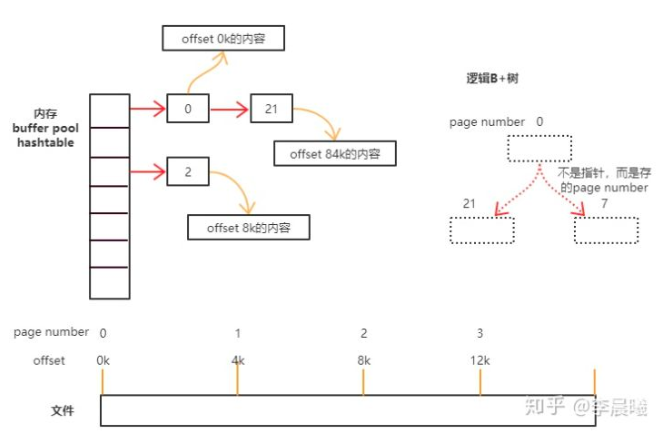 offset 0k的内容
逻辑B+树
内存
buffer pool
hashtable
0
21
page number 0
offset 84k的内容
不是指针，而是存
的page number
2
21
7
offset 8k的内容
page number 0 1 2 3
offset 0k 4k 8k 12k
文件
知乎 @李晨曦